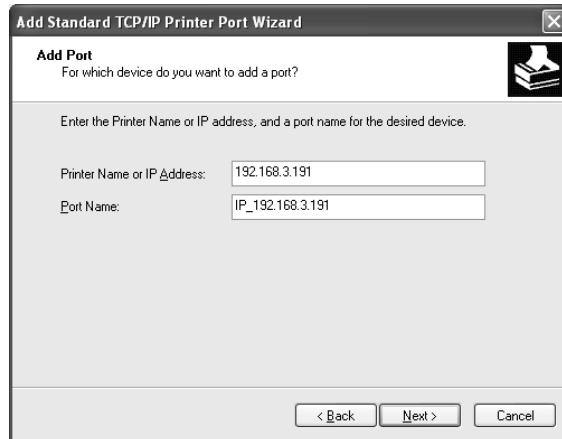 Add Standard TCP/IP Printer Port Wizard
Add Port
For which device do you want to add a port?
Enter the Printer Name or IP address, and a port name for the desired device.
Printer Name or IP Address: 192.168.3.191
Port Name: IP_192.168.3.191
< Back Next > Cancel